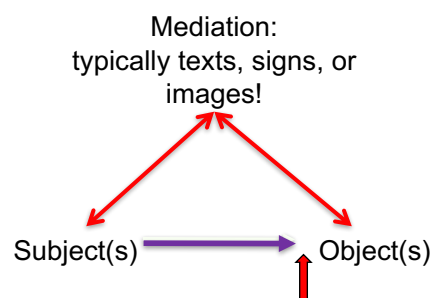 Mediation:
typically texts, signs, or
images!
Subject(s)
Object(s)